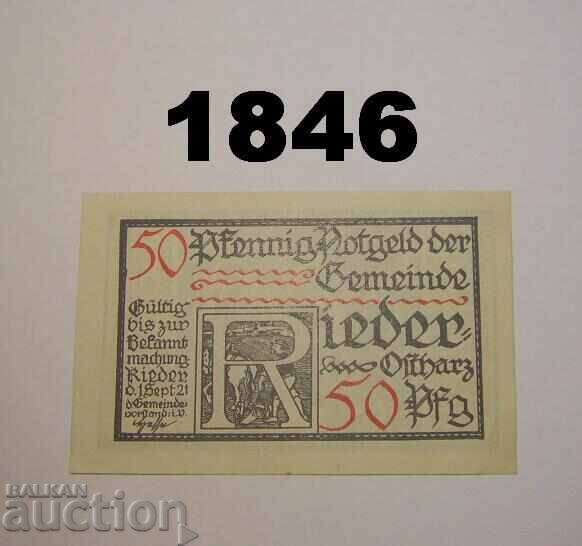 1846
50 Pfennig Notgeld der
Gemeinde
Rieder
Ostharz
50 Pfg
Gültig
bis zur
Bekannt
machung
Rieder
d. 1 Sept 21
d Gemeinde-
vorstand: i.V.
BALKAN
auction